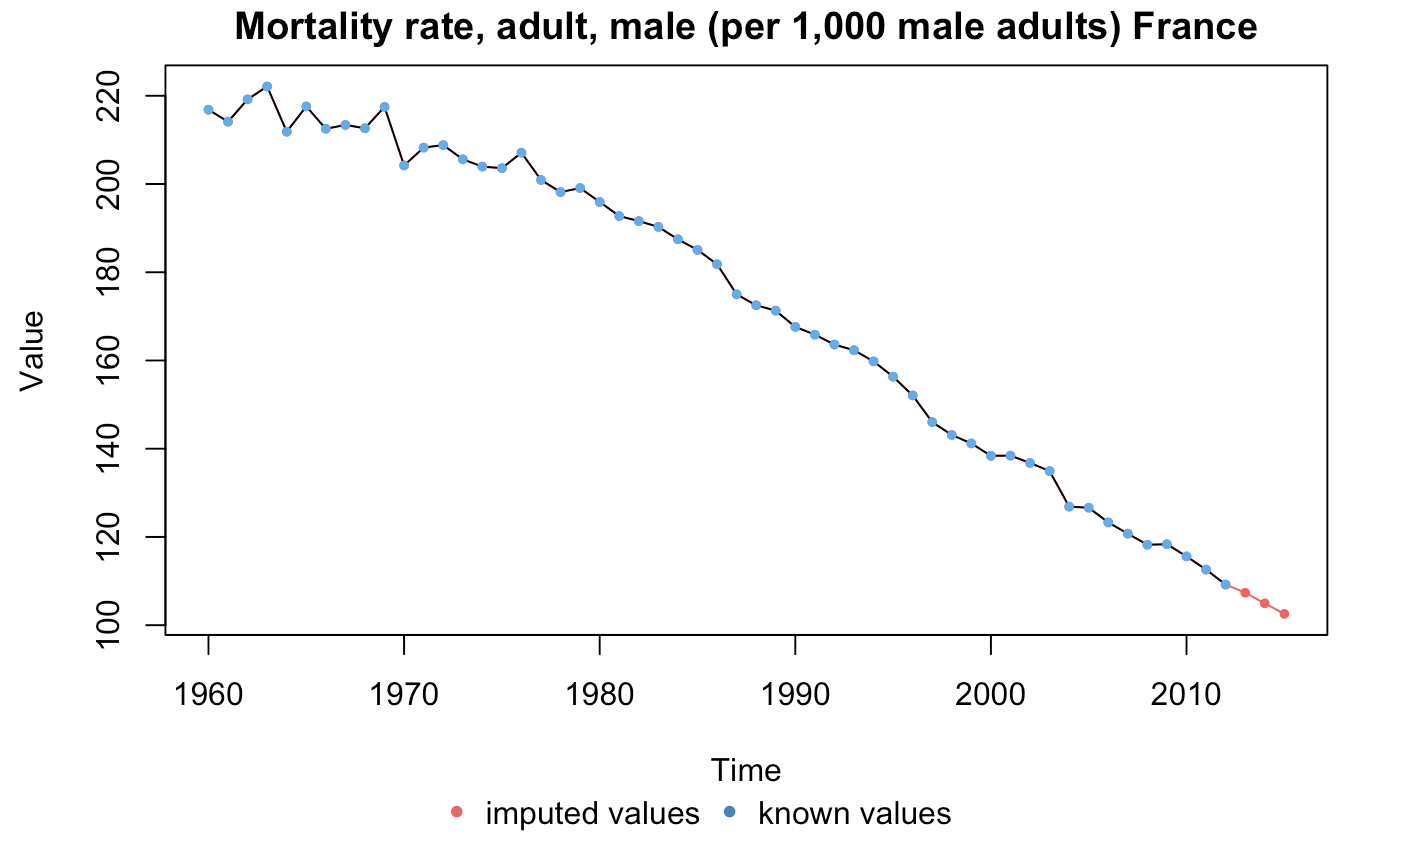 Mortality rate, adult, male (per 1,000 male adults) France
220
200
180
160
140
120
100
Value
1960 1970 1980 1990 2000 2010
Time
imputed values known values